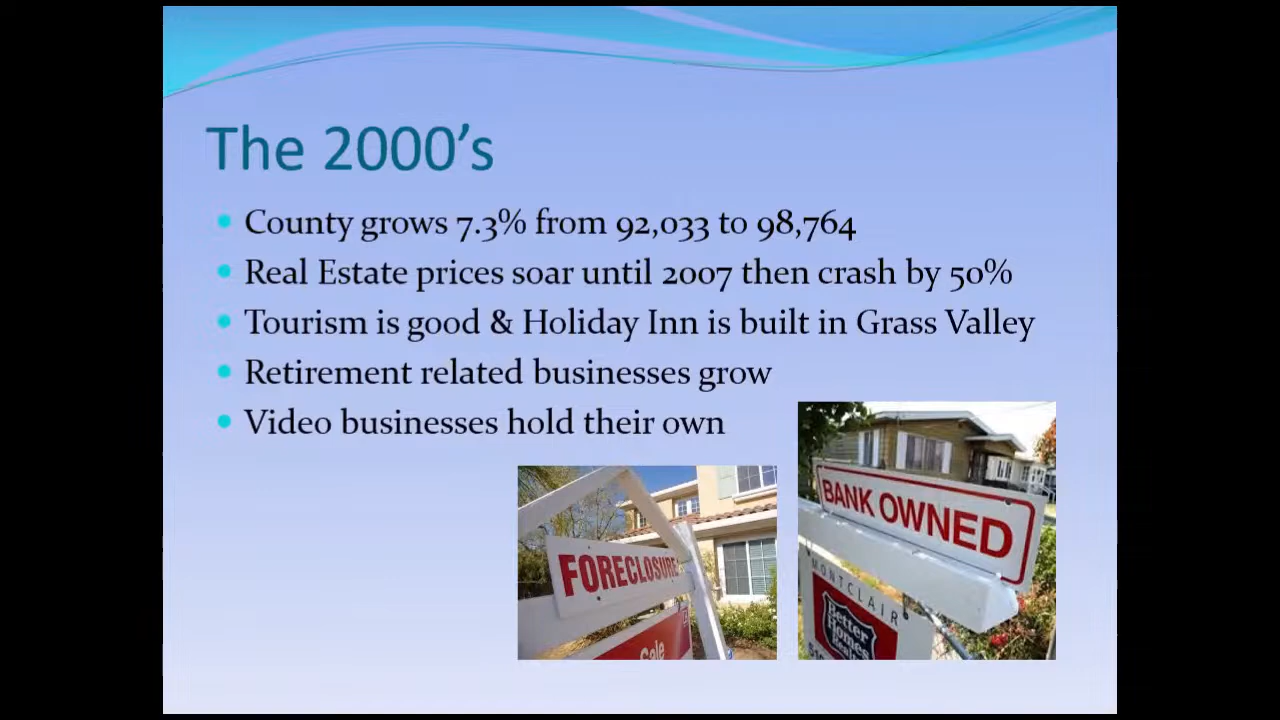 The 2000’s
County grows 7.3% from 92,033 to 98,764
Real Estate prices soar until 2007 then crash by 50%
Tourism is good & Holiday Inn is built in Grass Valley
Retirement related businesses grow
Video businesses hold their own
FORECLOSURE
Sale
BANK OWNED
MONTCLAIR
Better
Homes
Realty